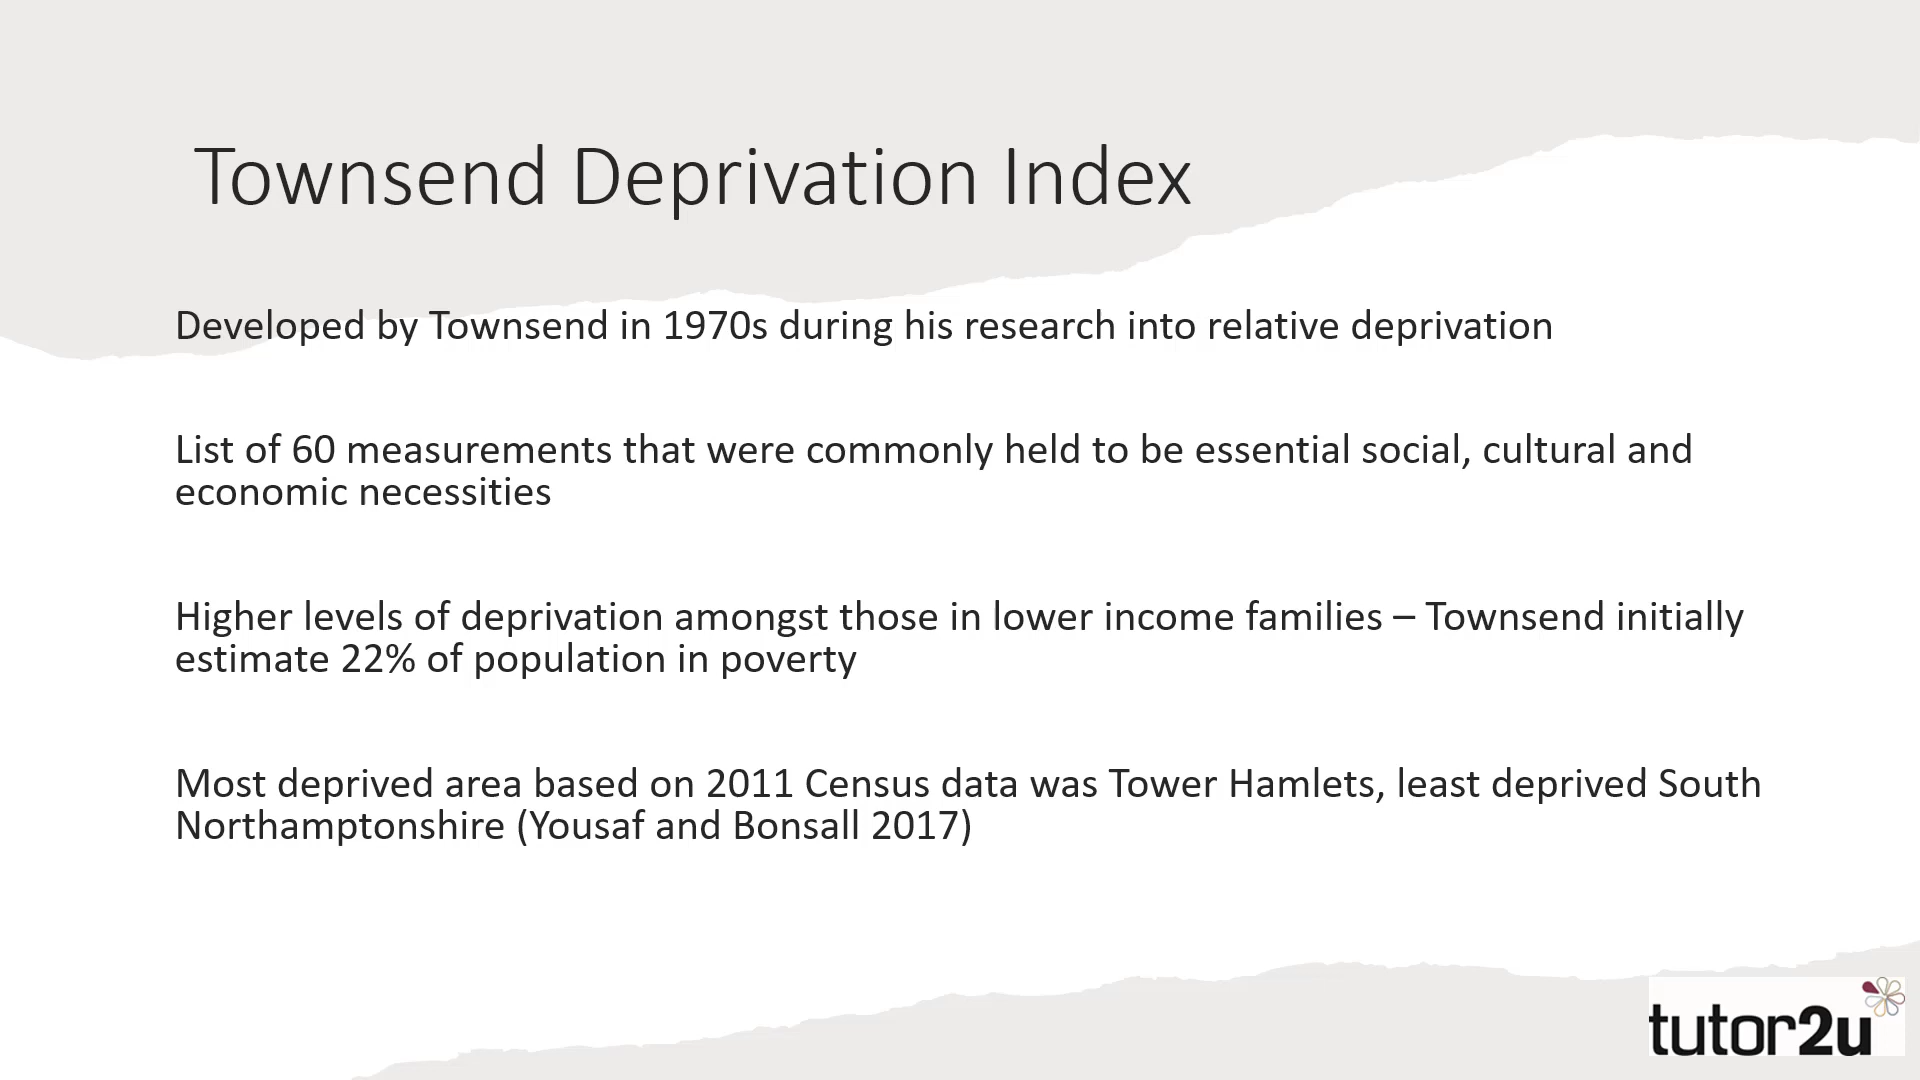 Townsend Deprivation Index
Developed by Townsend in 1970s during his research into relative deprivation
List of 60 measurements that were commonly held to be essential social, cultural and
economic necessities
Higher levels of deprivation amongst those in lower income families – Townsend initially
estimate 22% of population in poverty
Most deprived area based on 2011 Census data was Tower Hamlets, least deprived South
Northamptonshire (Yousaf and Bonsall 2017)
tutor2u